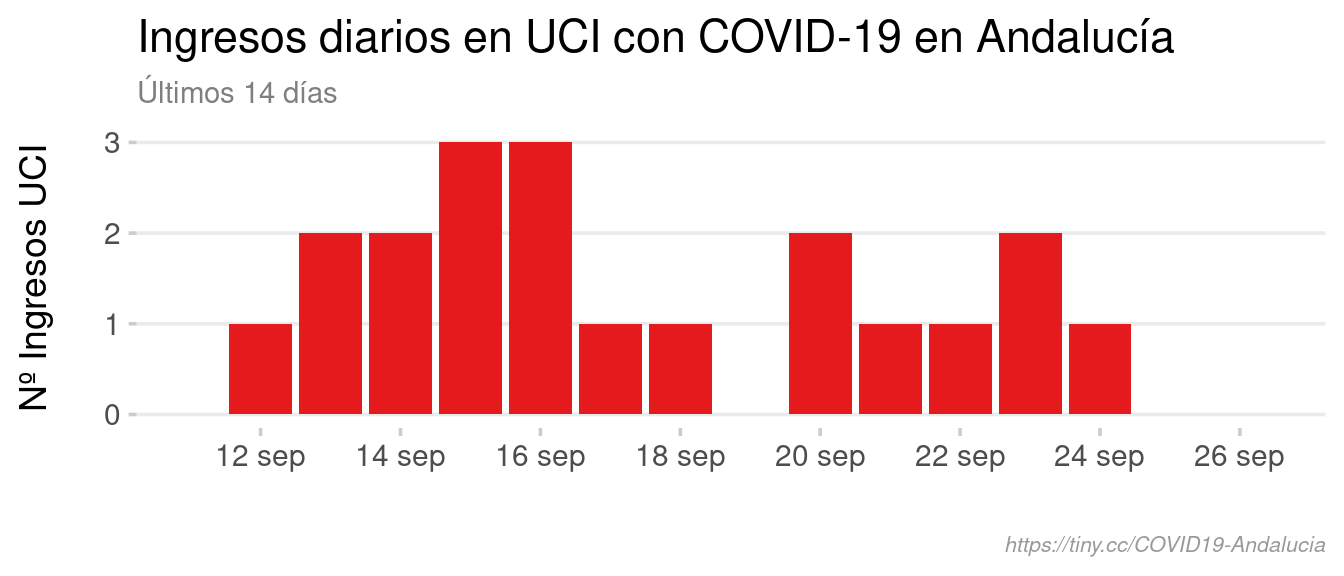 Ingresos diarios en UCI con COVID-19 en Andalucía
Últimos 14 días
Nº Ingresos UCI
3
2
1
0
12 sep 14 sep 16 sep 18 sep 20 sep 22 sep 24 sep 26 sep
https://tiny.cc/COVID19-Andalucia